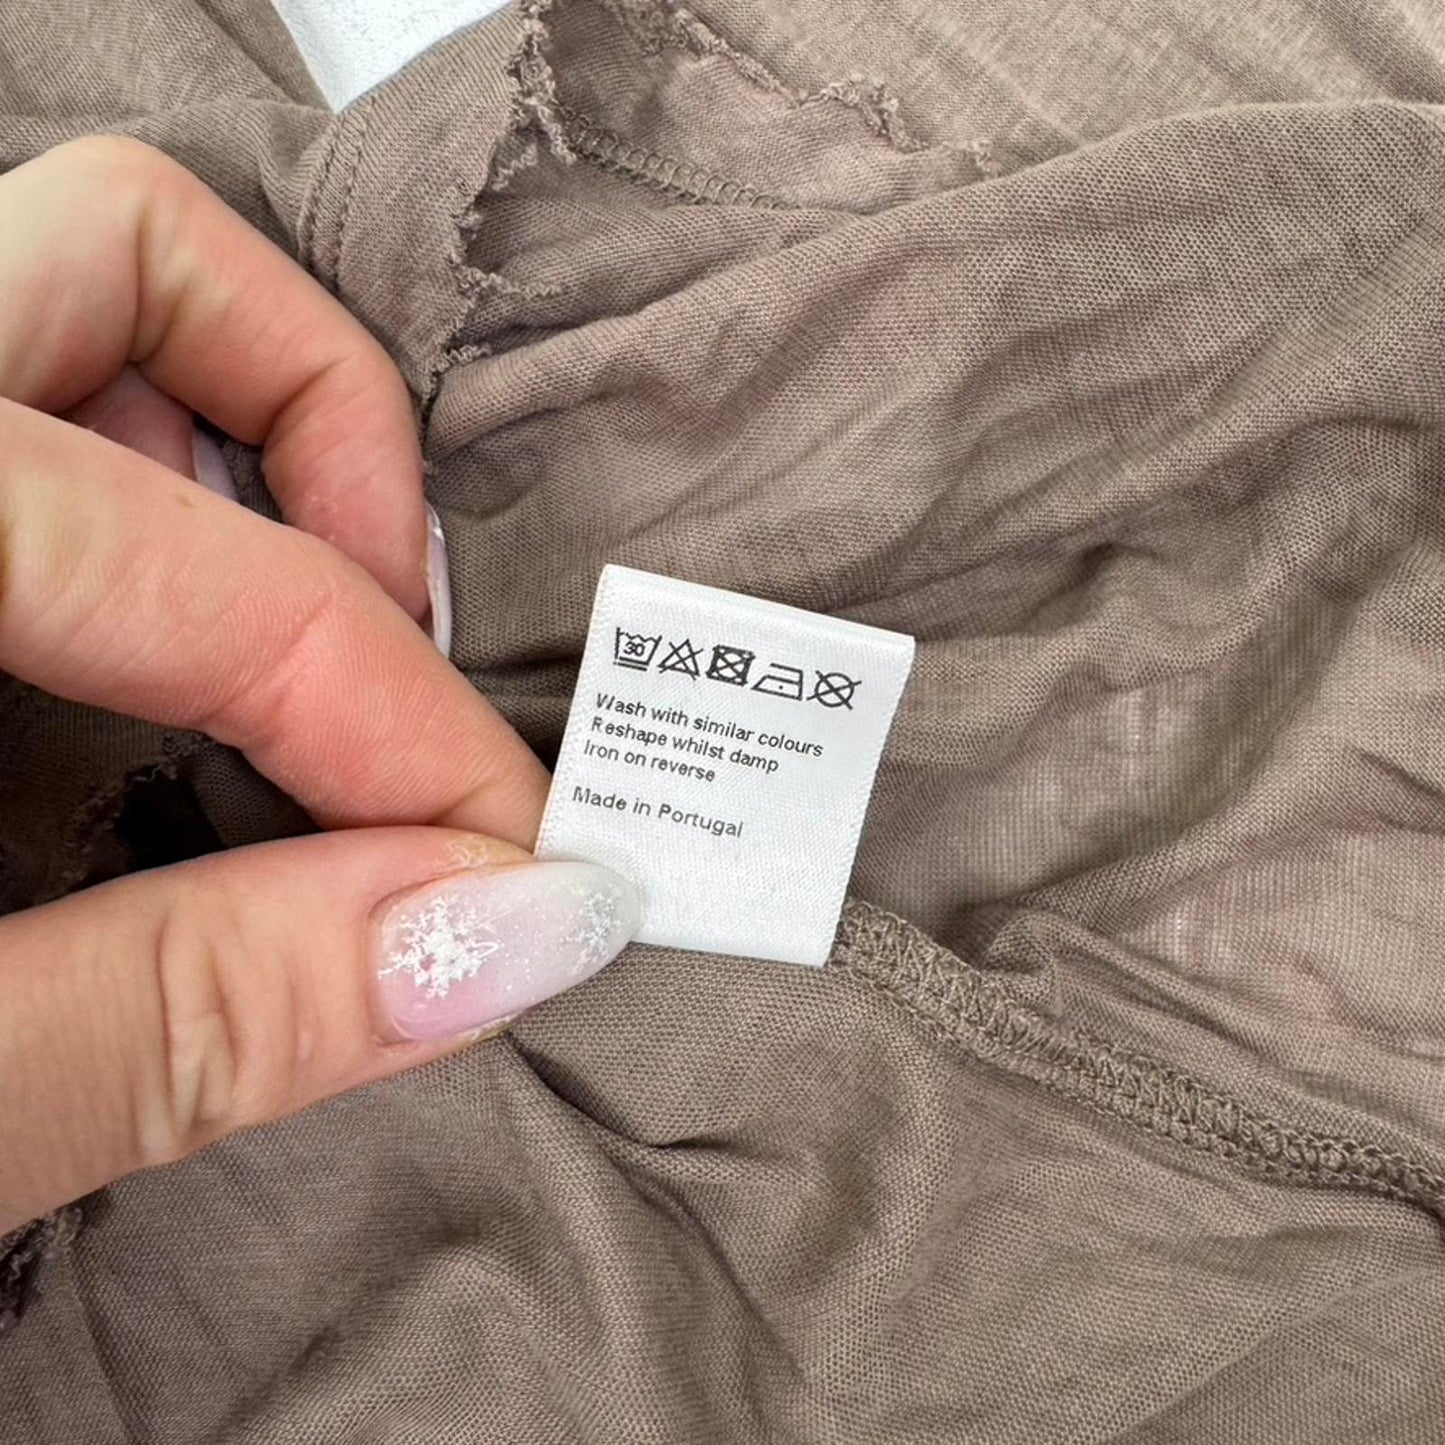 30
Wash with similar colours
Reshape whilst damp
Iron on reverse
Made in Portugal